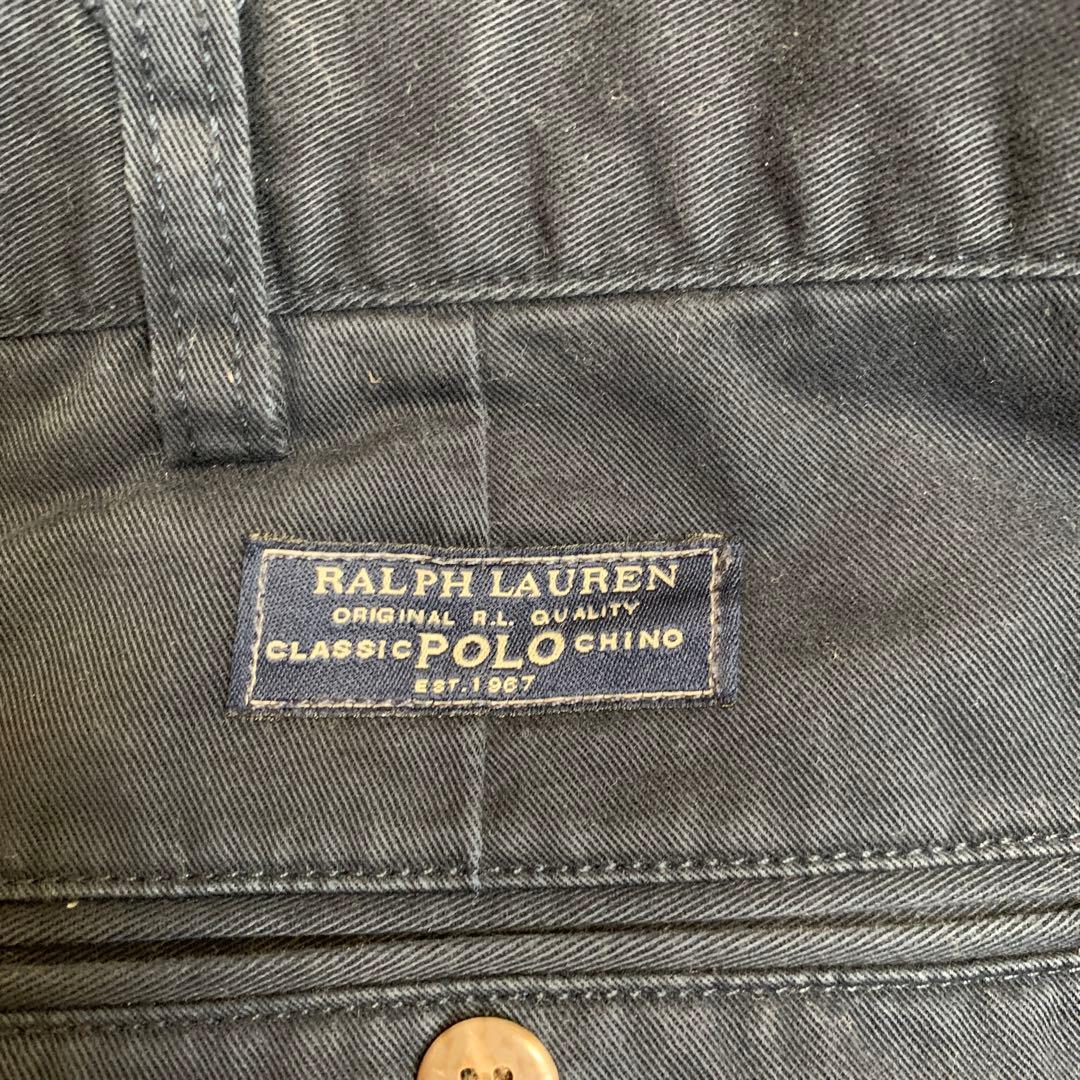 RALPH LAUREN
ORIGINAL R.L. QUALITY
CLASSIC POLO CHINO
EST. 1967